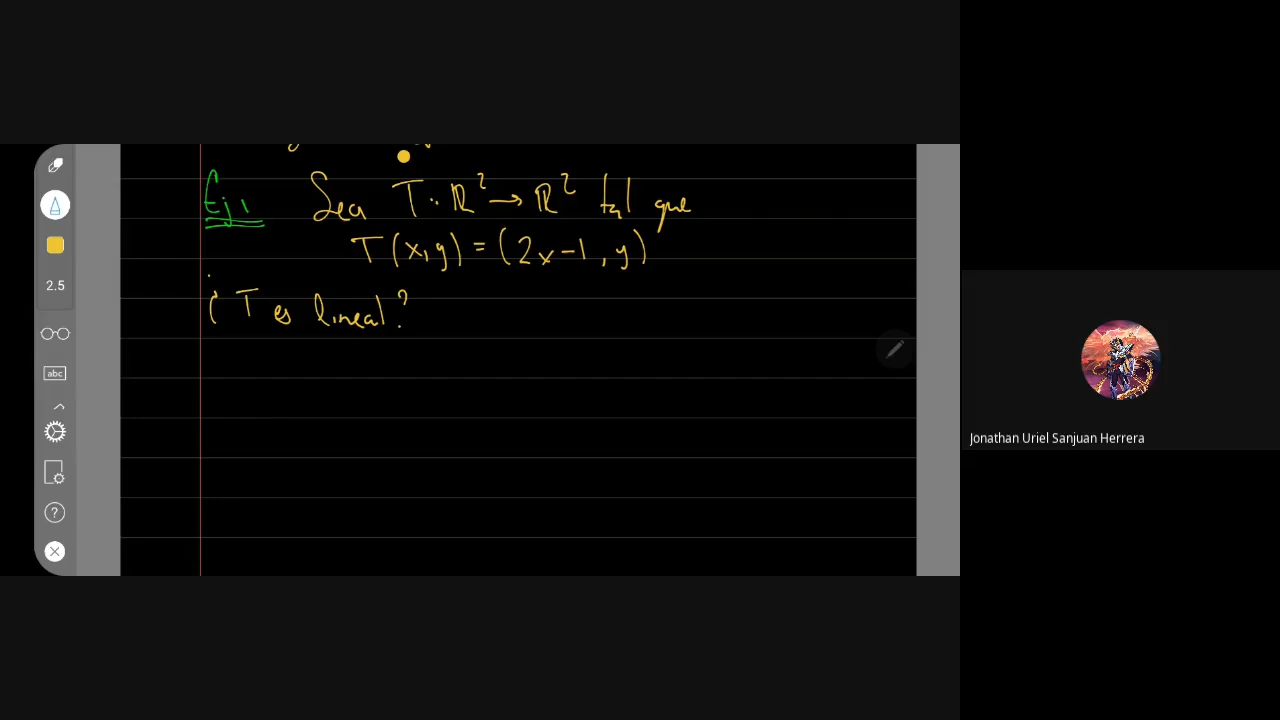 Ej 1 Sea T: ℝ² → ℝ² tal que
T(x,y) = (2x-1, y)
¿T es lineal?
2.5
abc
?
Jonathan Uriel Sanjuan Herrera